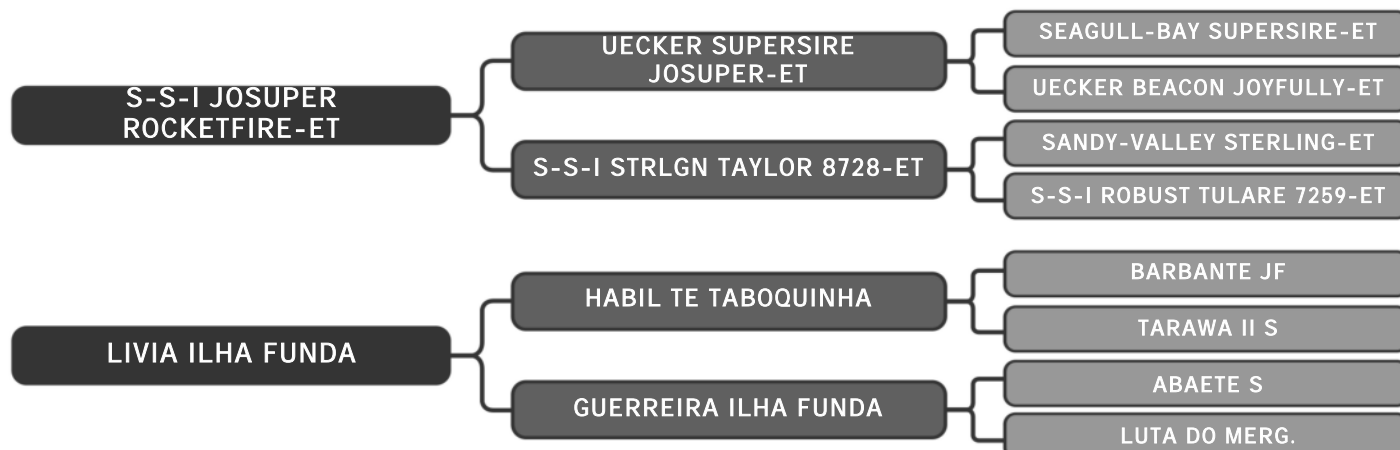 S-S-I JOSUPER
ROCKETFIRE-ET
UECKER SUPERSIRE
JOSUPER-ET
S-S-I STRLGN TAYLOR 8728-ET
SEAGULL-BAY SUPERSIRE-ET
UECKER BEACON JOYFULLY-ET
SANDY-VALLEY STERLING-ET
S-S-I ROBUST TULARE 7259-ET
LIVIA ILHA FUNDA
HABIL TE TABOQUINHA
GUERREIRA ILHA FUNDA
BARBANTE JF
TARAWA II S
ABAETE S
LUTA DO MERG.